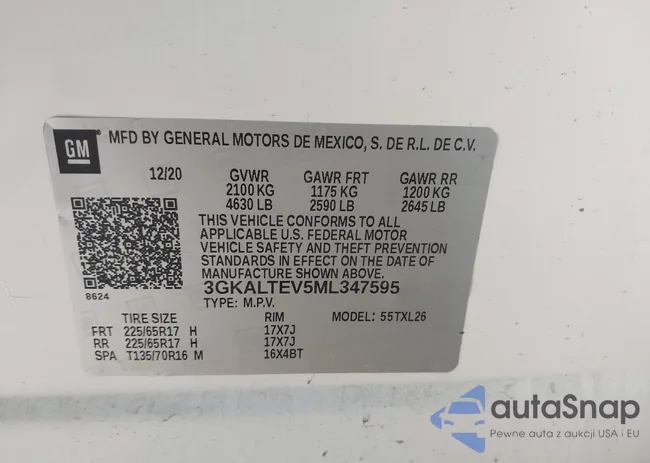 GM
MFD BY GENERAL MOTORS DE MEXICO, S. DE R.L. DE C.V.
12/20 GVWR GAWR FRT GAWR RR
2100 KG 1175 KG 1200 KG
4630 LB 2590 LB 2645 LB
THIS VEHICLE CONFORMS TO ALL
APPLICABLE U.S. FEDERAL MOTOR
VEHICLE SAFETY AND THEFT PREVENTION
STANDARDS IN EFFECT ON THE DATE OF
MANUFACTURE SHOWN ABOVE.
8624
3GKALTEV5ML347595
TYPE: M.P.V.
TIRE SIZE RIM MODEL: 55TXL26
FRT 225/65R17 H 17X7J
RR 225/65R17 H 17X7J
SPA T135/70R16 M 16X4BT
autaSnap
Pewne auta z aukcji USA i EU